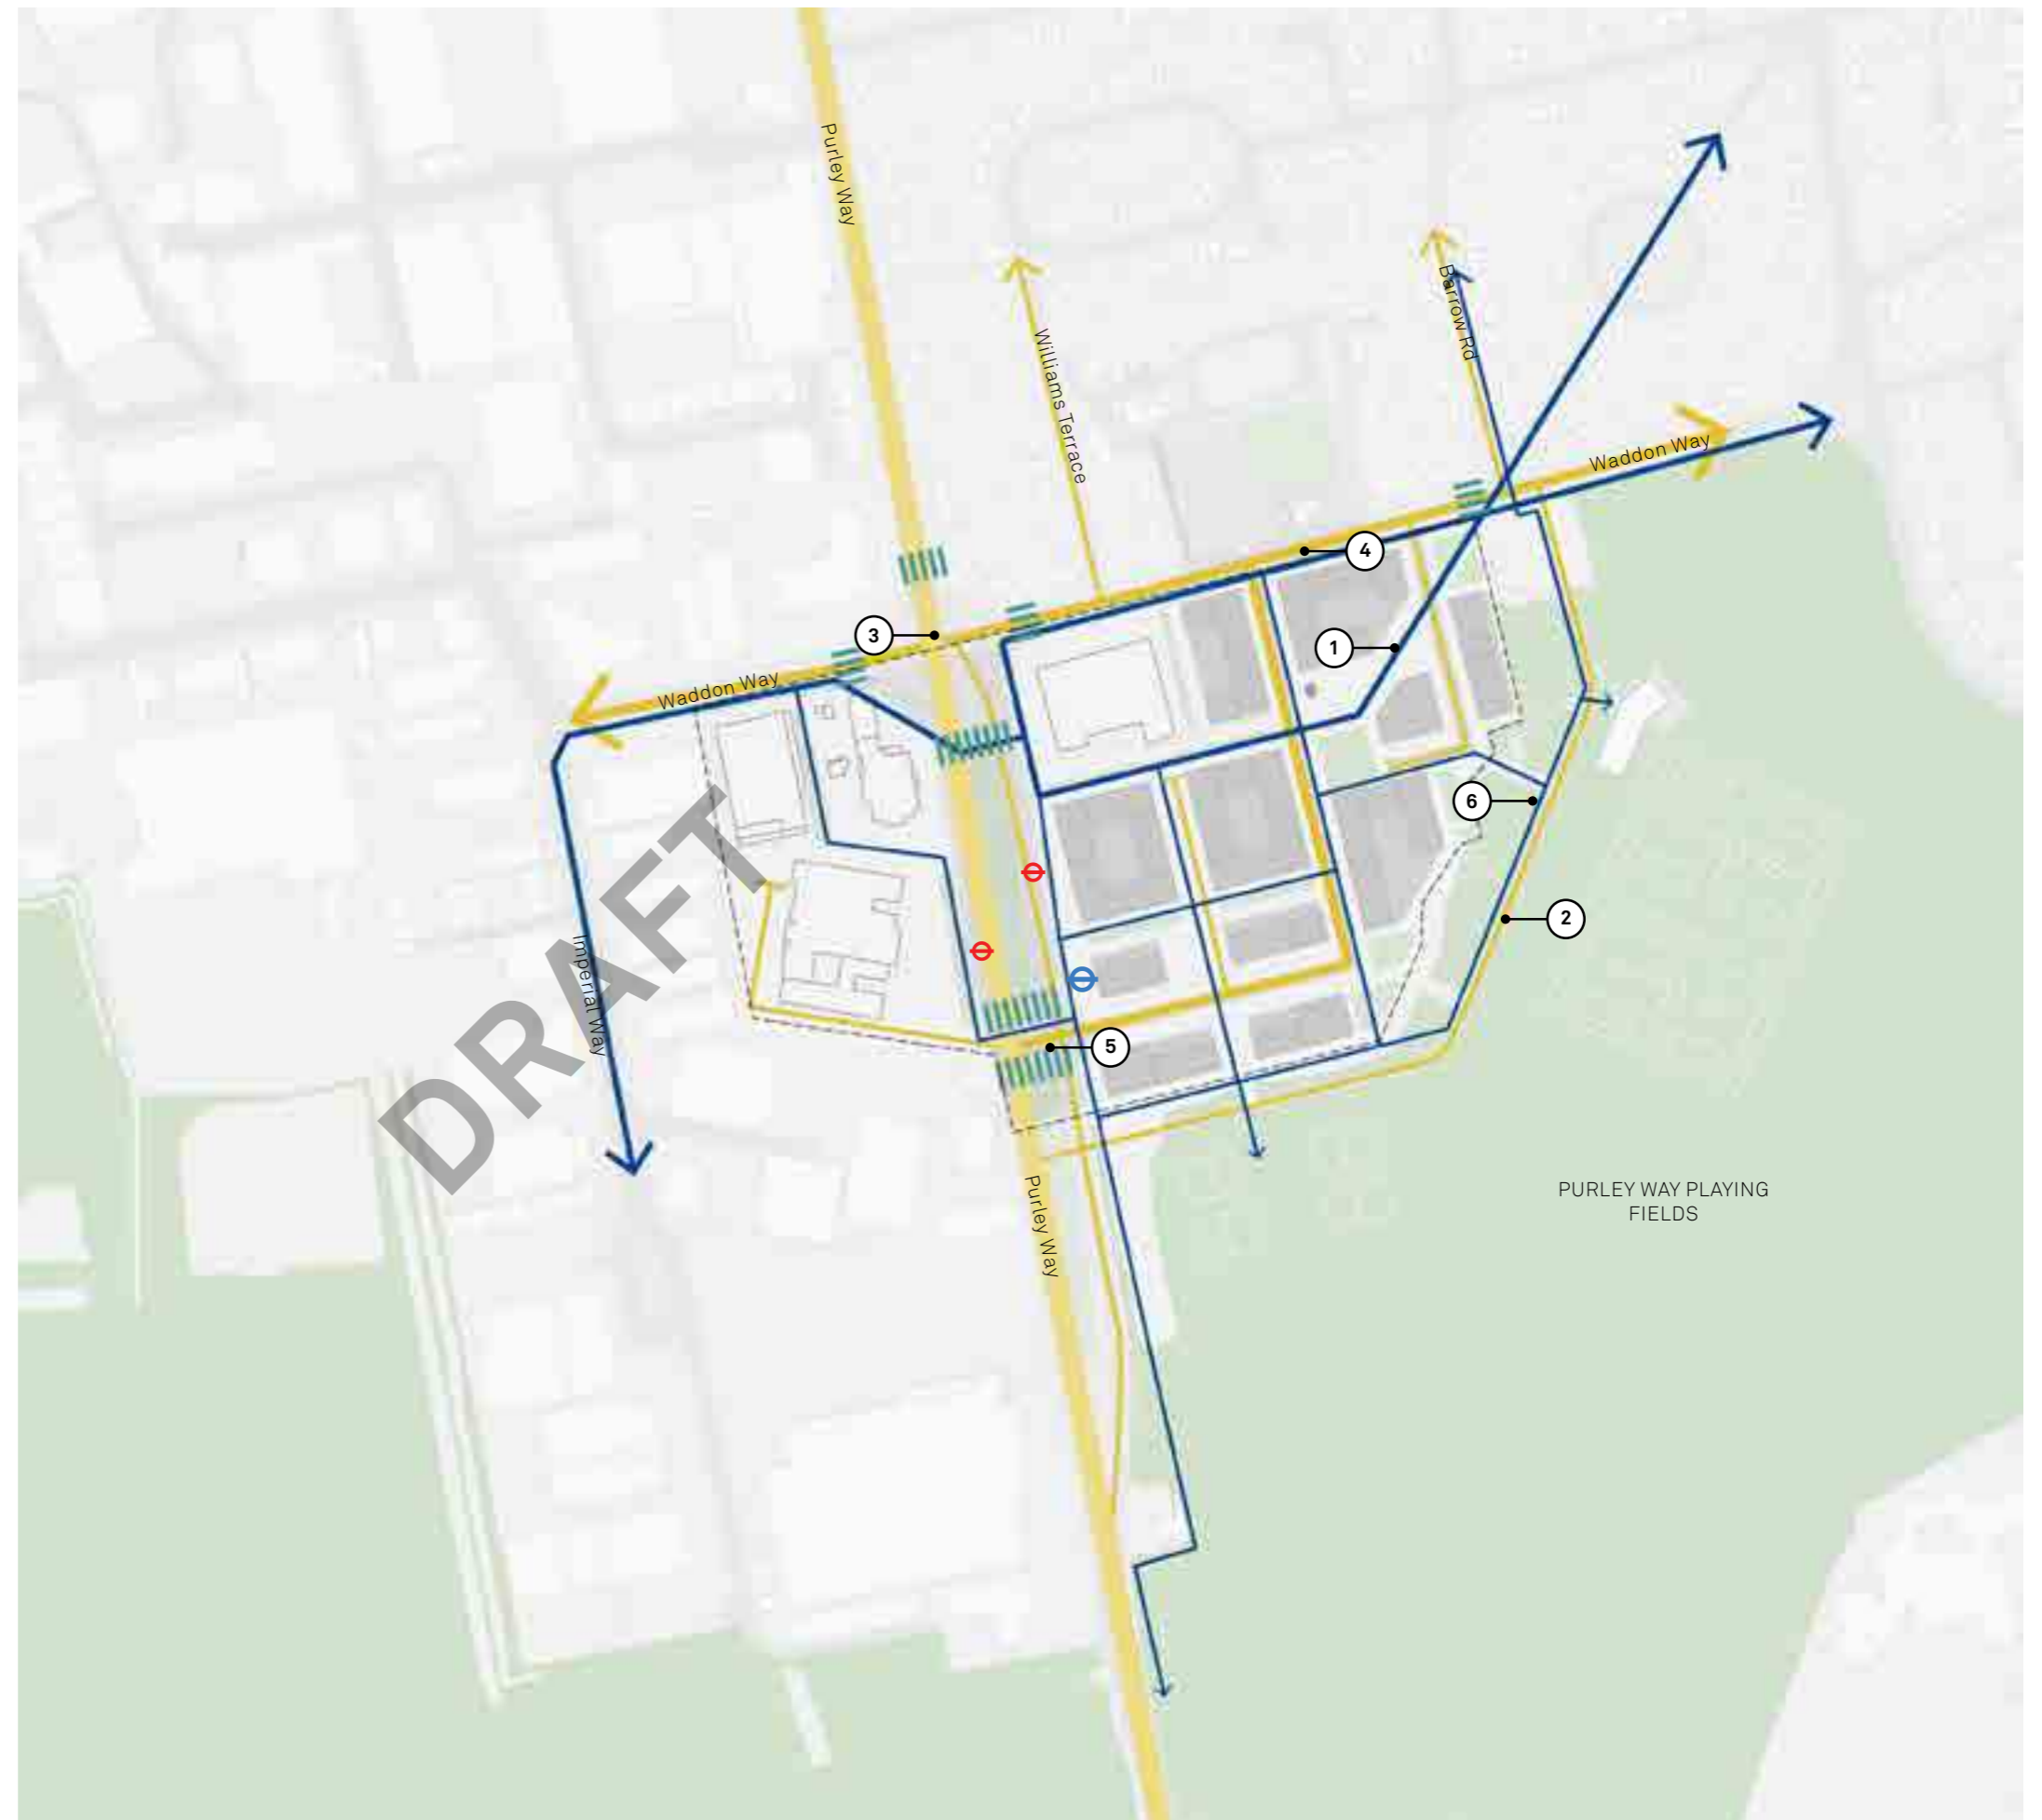 Purley Way
Williams Terrace
Barrow Rd
Waddon Way
4
3
1
Waddon Way
6
2
Imperial Way
DRAFT
5
Purley Way
PURLEY WAY PLAYING
FIELDS